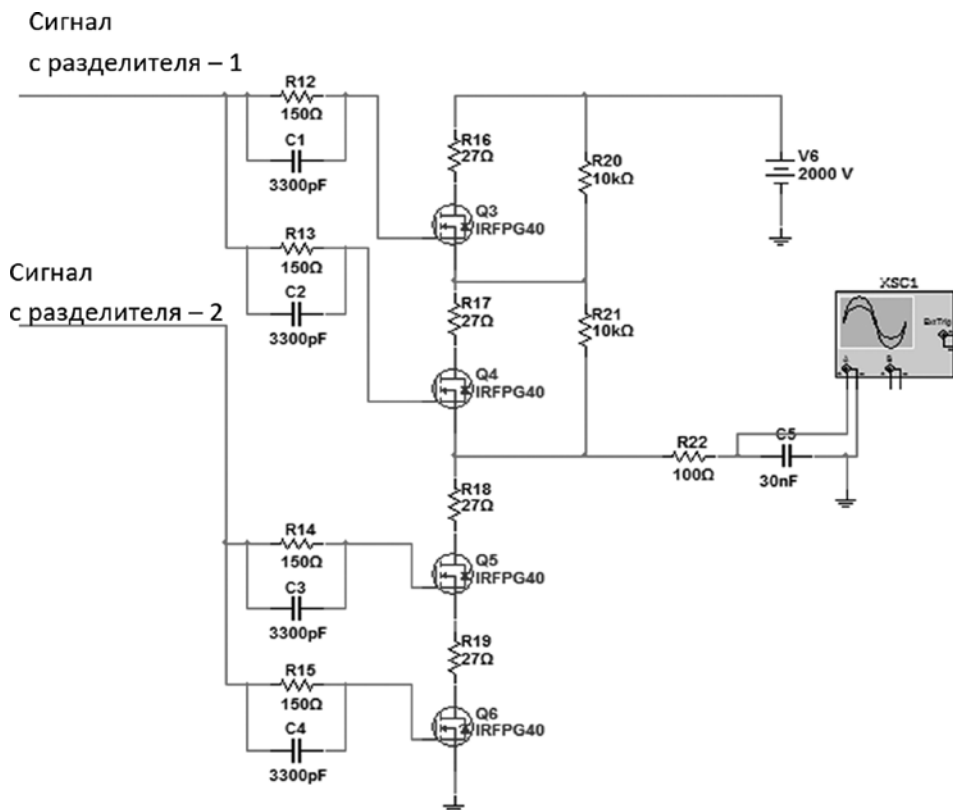 Сигнал
с разделителя – 1
R12
150Ω
C1
3300pF
R16
27Ω
R20
10kΩ
V6
2000 V
Q3
IRFPG40
R13
150Ω
C2
3300pF
Сигнал
с разделителя – 2
R17
27Ω
R21
10kΩ
XSC1
Ext Trig
A
B
Q4
IRFPG40
R22
100Ω
C5
30nF
R18
27Ω
R14
150Ω
C3
3300pF
Q5
IRFPG40
R19
27Ω
R15
150Ω
C4
3300pF
Q6
IRFPG40